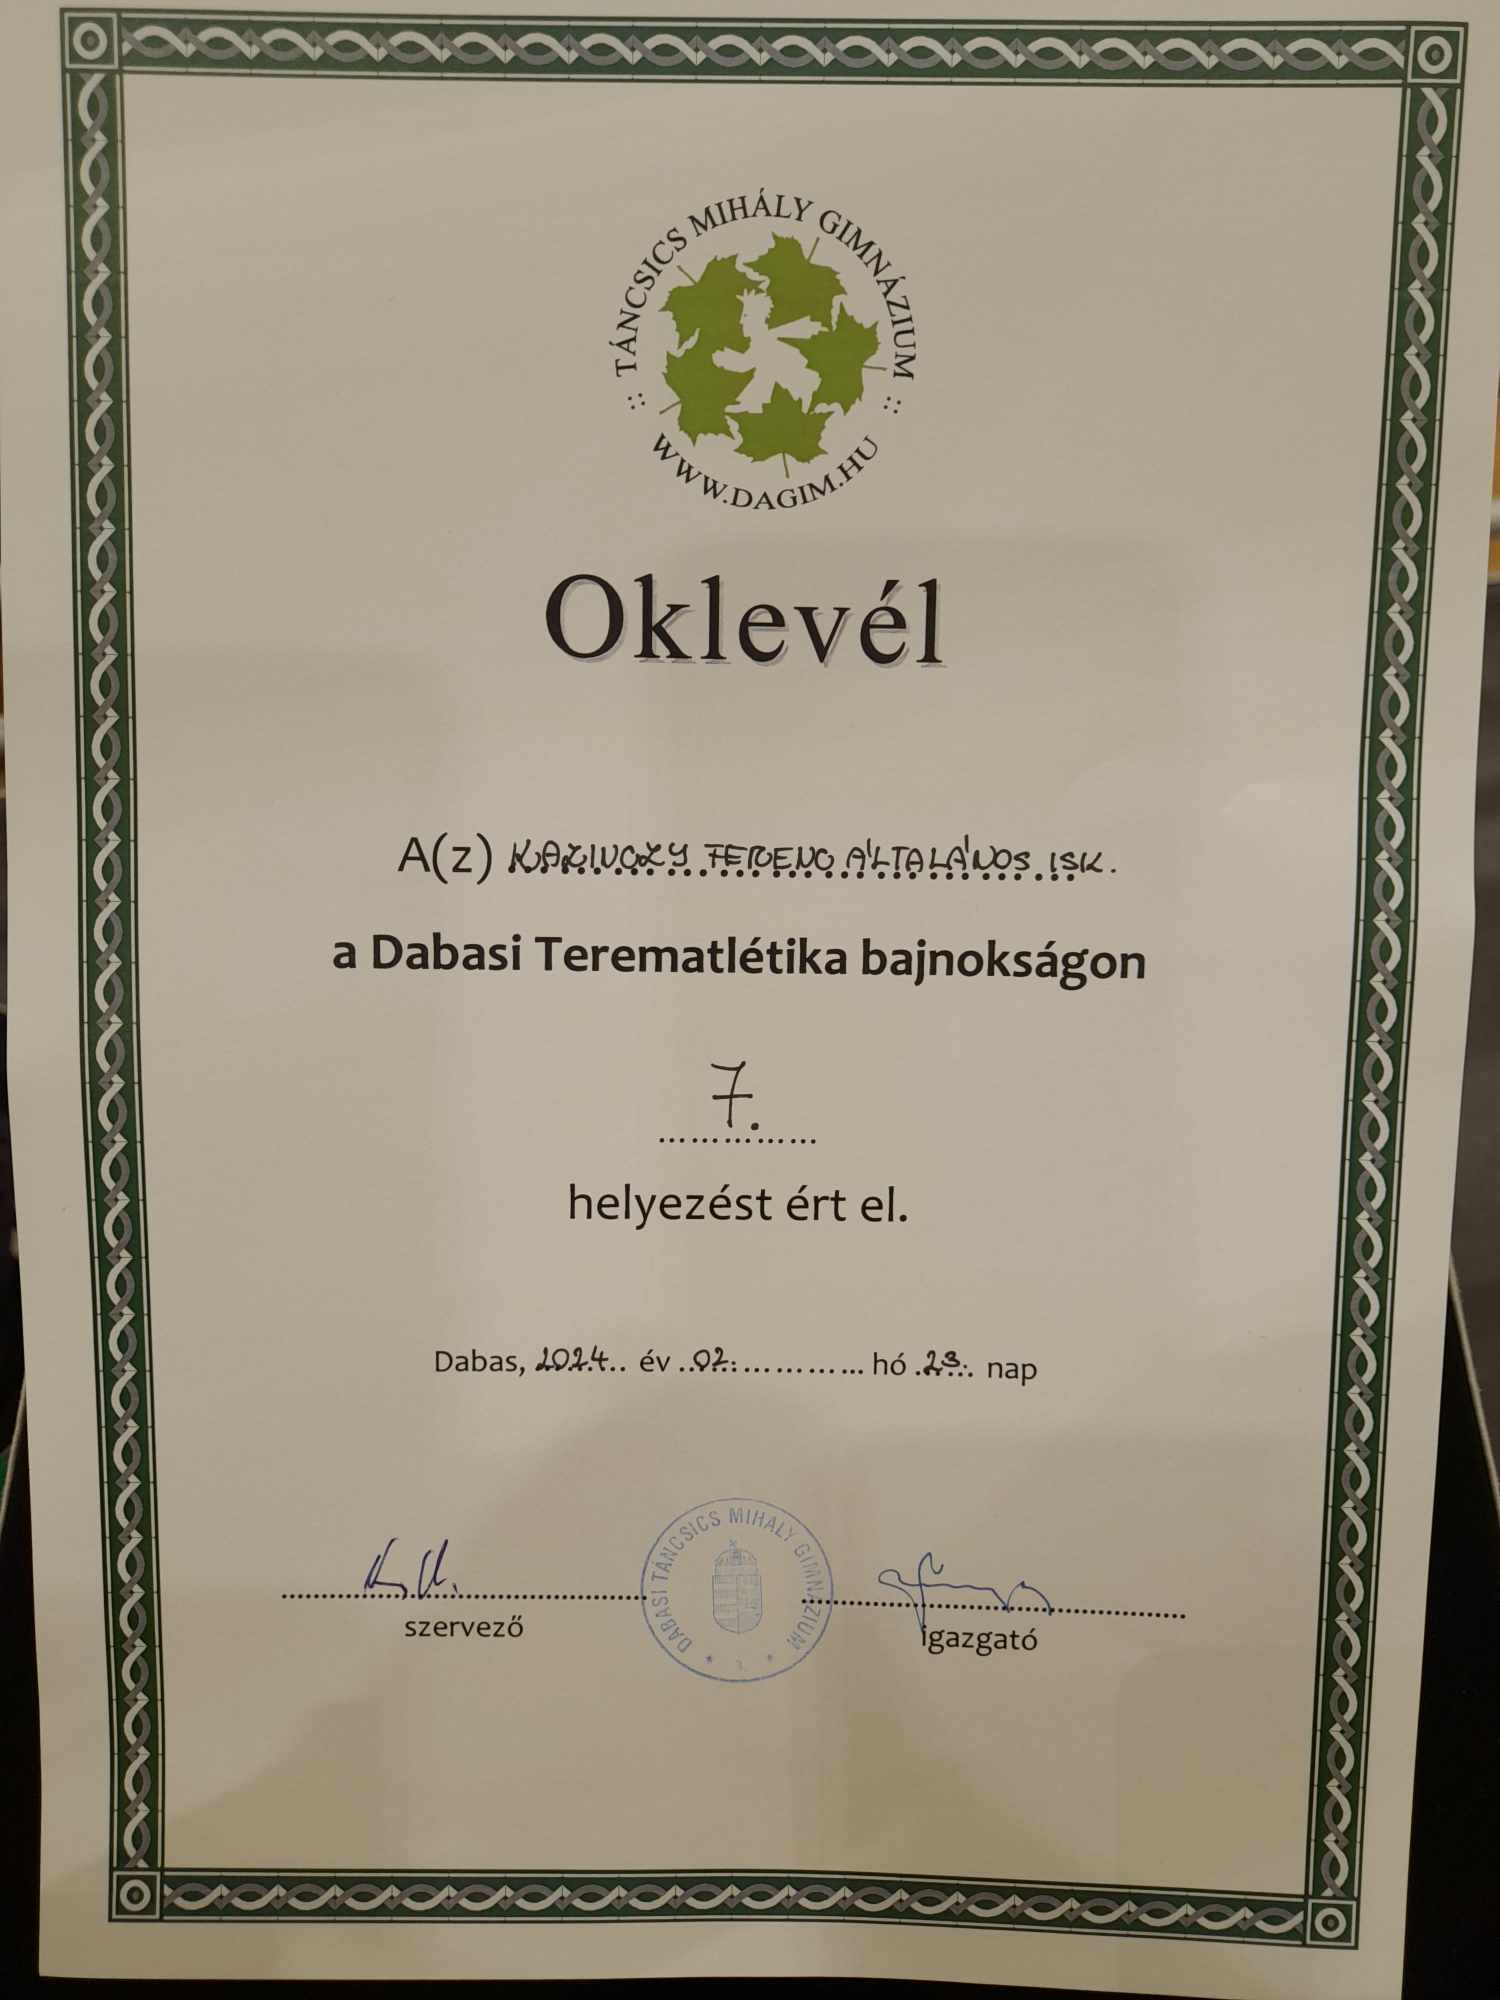 TÁNCSICS MIHÁLY GIMNÁZIUM
WWW.DAGIM.HU
Oklevél
A(z) KAZINCZY FERENC ÁLTALÁNOS ISK.
a Dabasi Terematlétika bajnokságon
7.
helyezést ért el.
Dabas, 2024. év 02. hó 23. nap
DABASI TÁNCSICS MIHÁLY GIMNÁZIUM
szervező
igazgató